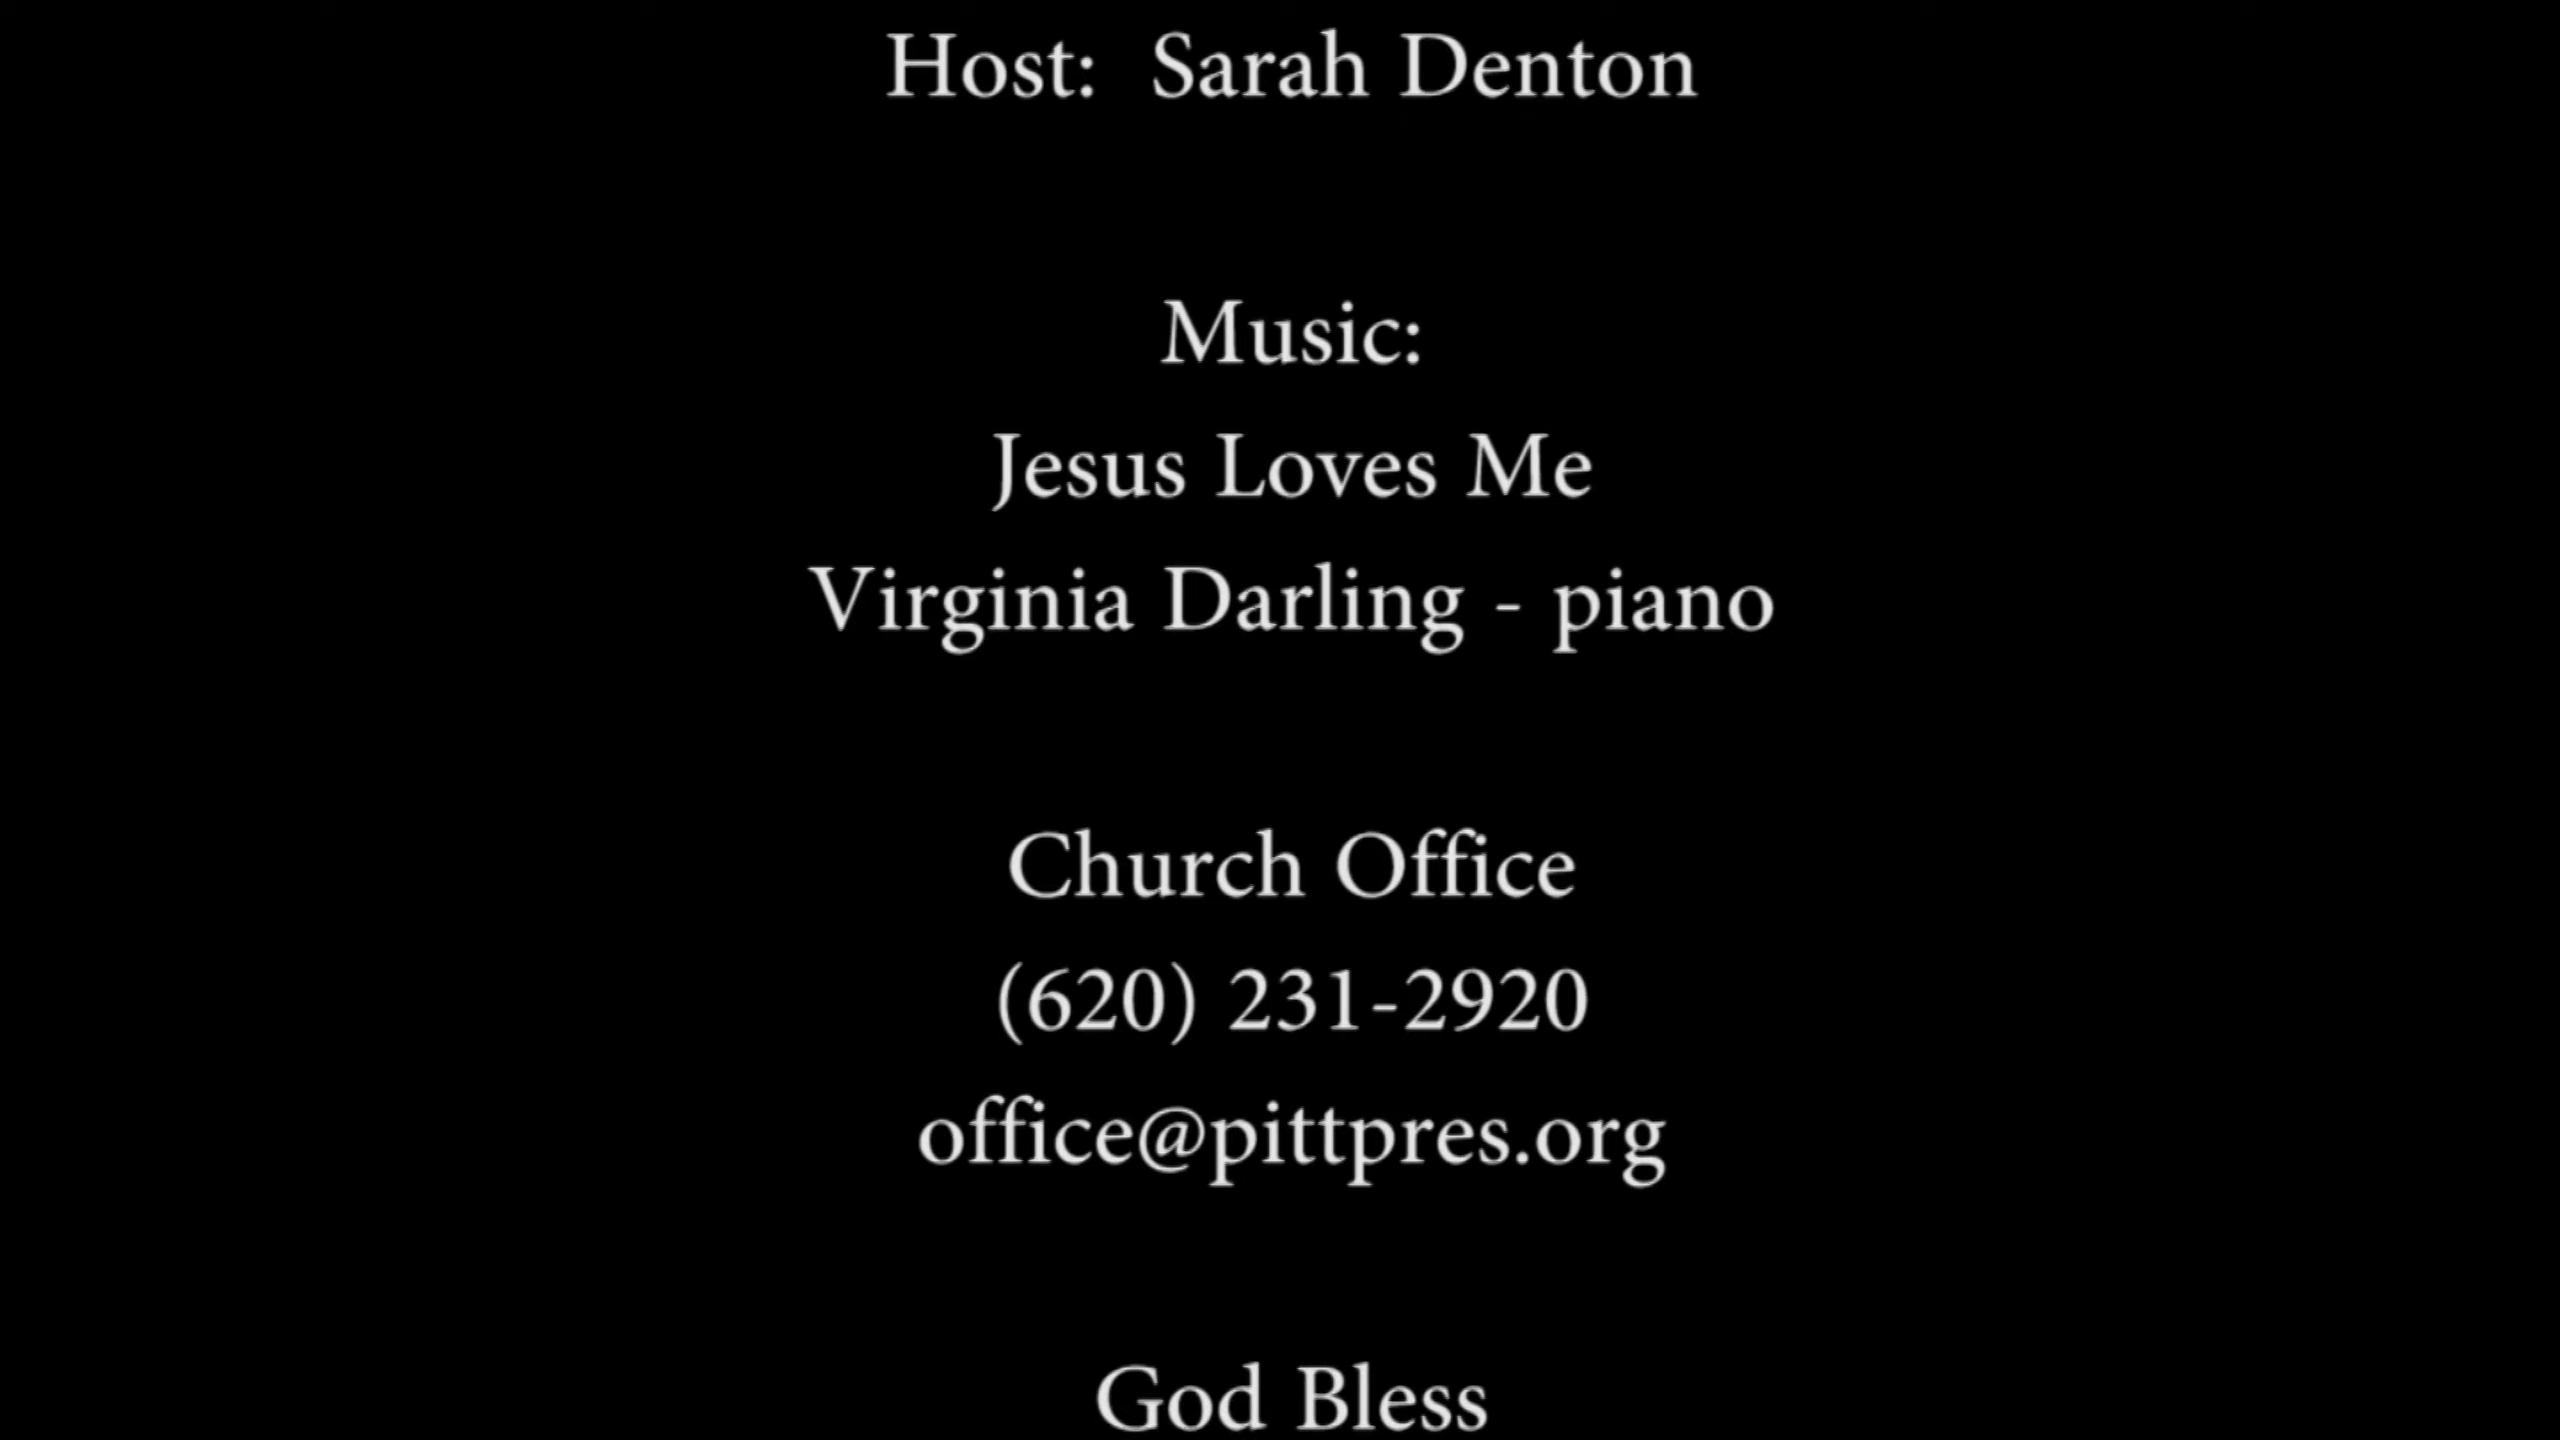 Host:  Sarah Denton
Music:
Jesus Loves Me
Virginia Darling - piano
Church Office
(620) 231-2920
office@pittpres.org
God Bless